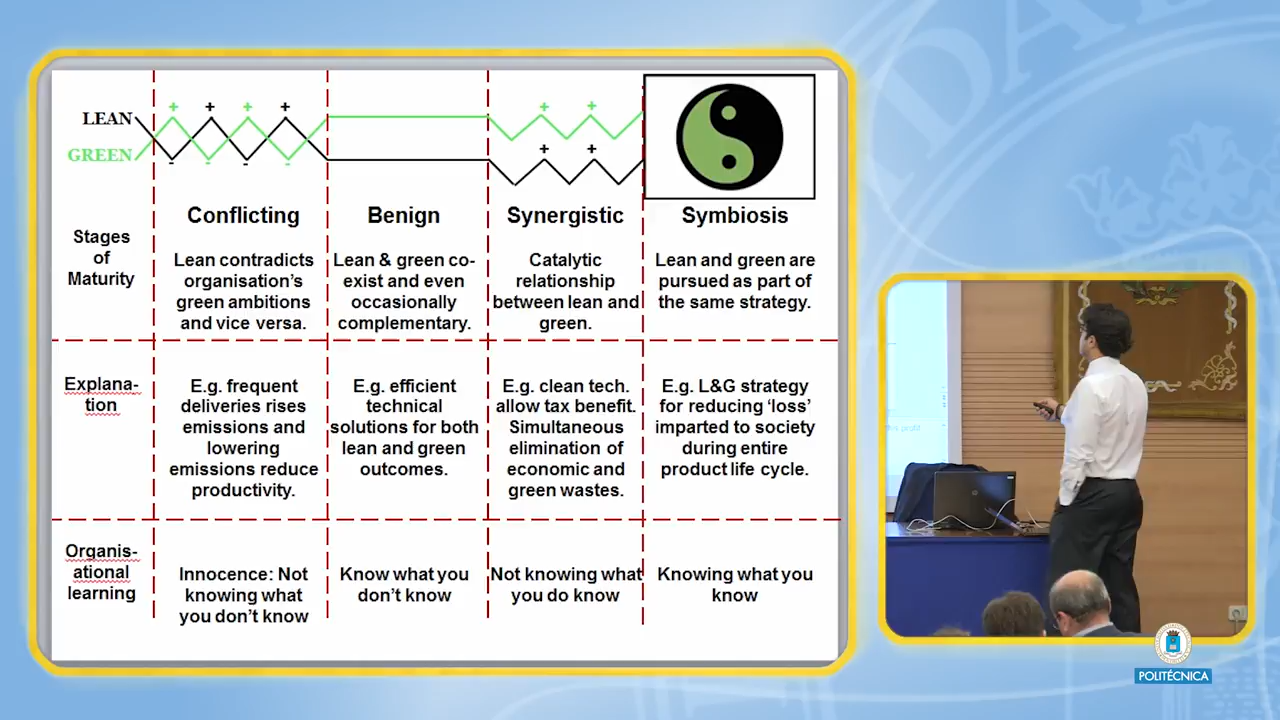 LEAN
GREEN
+ + + +
- - - -
+ +
+ +
Stages
of
Maturity
Conflicting
Lean contradicts
organisation's
green ambitions
and vice versa.
Benign
Lean & green co-
exist and even
occasionally
complementary.
Synergistic
Catalytic
relationship
between lean and
green.
Symbiosis
Lean and green are
pursued as part of
the same strategy.
Explana-
tion
E.g. frequent
deliveries rises
emissions and
lowering
emissions reduce
productivity.
E.g. efficient
technical
solutions for both
lean and green
outcomes.
E.g. clean tech.
allow tax benefit.
Simultaneous
elimination of
economic and
green wastes.
E.g. L&G strategy
for reducing 'loss'
imparted to society
during entire
product life cycle.
Organis-
ational
learning
Innocence: Not
knowing what
you don't know
Know what you
don't know
Not knowing what
you do know
Knowing what you
know
POLITÉCNICA